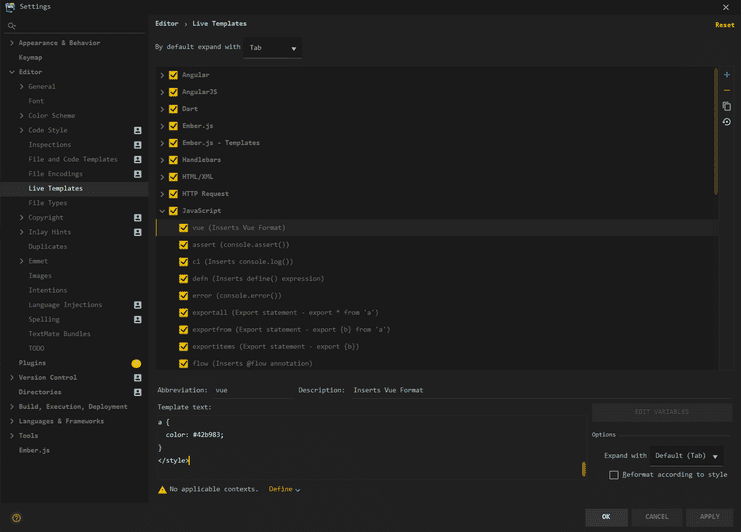 Settings
Editor › Live Templates
Reset
By default expand with Tab
Appearance & Behavior
Keymap
Editor
General
Font
Color Scheme
Code Style
Inspections
File and Code Templates
File Encodings
Live Templates
File Types
Copyright
Inlay Hints
Duplicates
Emmet
Images
Intentions
Language Injections
Spelling
TextMate Bundles
TODO
Plugins
Version Control
Directories
Build, Execution, Deployment
Languages & Frameworks
Tools
Ember.js
Angular
AngularJS
Dart
Ember.js
Ember.js - Templates
Handlebars
HTML/XML
HTTP Request
JavaScript
vue (Inserts Vue Format)
assert (console.assert())
cl (Inserts console.log())
defn (Inserts define() expression)
error (console.error())
exportall (Export statement - export * from 'a')
exportfrom (Export statement - export {b} from 'a')
exportitems (Export statement - export {b})
flow (Inserts @flow annotation)
Abbreviation: vue Description: Inserts Vue Format
Template text:
a {
color: #42b983;
}
</style>
EDIT VARIABLES
Options
Expand with Default (Tab)
Reformat according to style
No applicable contexts. Define
?
OK CANCEL APPLY